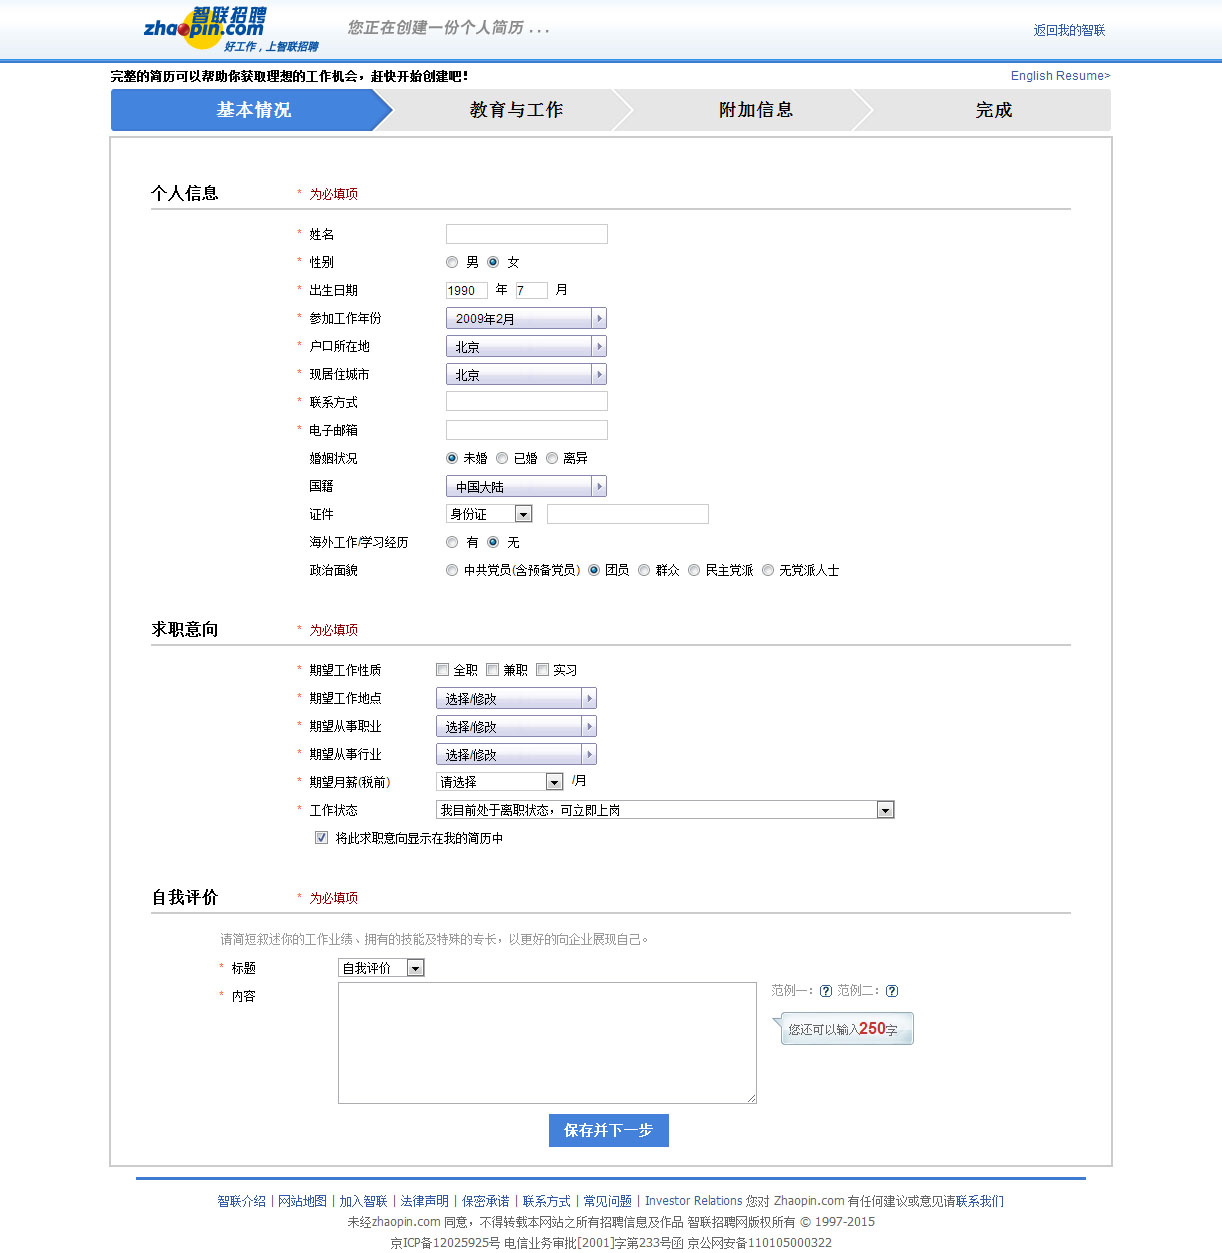 智联招聘
zhaopin.com
好工作，上智联招聘
您正在创建一份个人简历 . . .
返回我的智联
完整的简历可以帮助你获取理想的工作机会，赶快开始创建吧！
English Resume>
基本情况 教育与工作 附加信息 完成
个人信息 * 为必填项
* 姓名
* 性别 男 女
* 出生日期 1990 年 7 月
* 参加工作年份 2009年2月
* 户口所在地 北京
* 现居住城市 北京
* 联系方式
* 电子邮箱
婚姻状况 未婚 已婚 离异
国籍 中国大陆
证件 身份证
海外工作/学习经历 有 无
政治面貌 中共党员(含预备党员) 团员 群众 民主党派 无党派人士
求职意向 * 为必填项
* 期望工作性质 全职 兼职 实习
* 期望工作地点 选择/修改
* 期望从事职业 选择/修改
* 期望从事行业 选择/修改
* 期望月薪(税前) 请选择 /月
* 工作状态 我目前处于离职状态，可立即上岗
将此求职意向显示在我的简历中
自我评价 * 为必填项
请简短叙述你的工作业绩、拥有的技能及特殊的专长，以更好的向企业展现自己。
* 标题 自我评价
* 内容 范例一： ? 范例二： ?
您还可以输入250字
保存并下一步
智联介绍 | 网站地图 | 加入智联 | 法律声明 | 保密承诺 | 联系方式 | 常见问题 | Investor Relations 您对 Zhaopin.com 有任何建议或意见请联系我们
未经zhaopin.com 同意，不得转载本网站之所有招聘信息及作品 智联招聘网版权所有 © 1997-2015
京ICP备12025925号 电信业务审批[2001]字第233号函 京公网安备110105000322